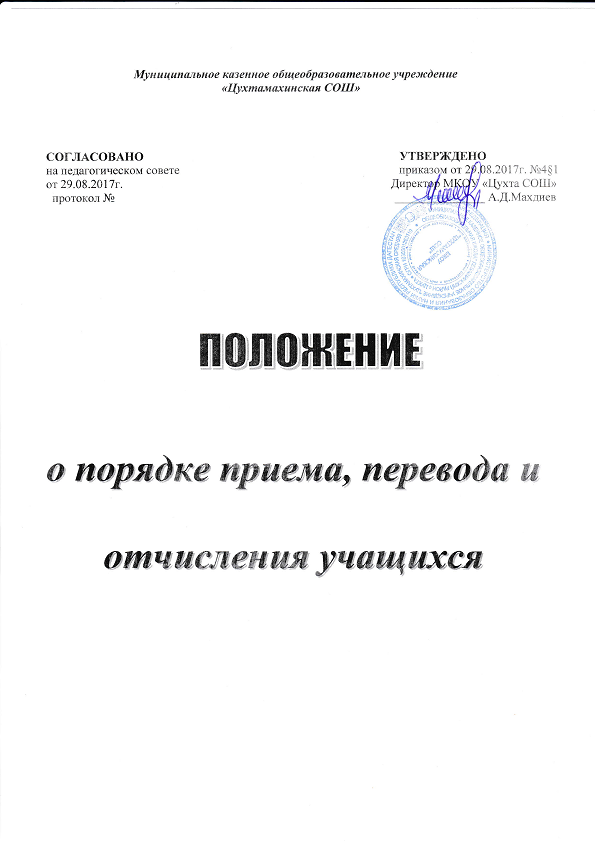 Муниципальное казенное общеобразовательное учреждение
«Цухтамахинская СОШ»
СОГЛАСОВАНО
на педагогическом совете
от 29.08.2017г.
протокол №
УТВЕРЖДЕНО
приказом от 29.08.2017г. №4§1
Директор МКОУ «Цухта СОШ»
А.Д.Махдиев
ПОЛОЖЕНИЕ
о порядке приема, перевода и
отчисления учащихся